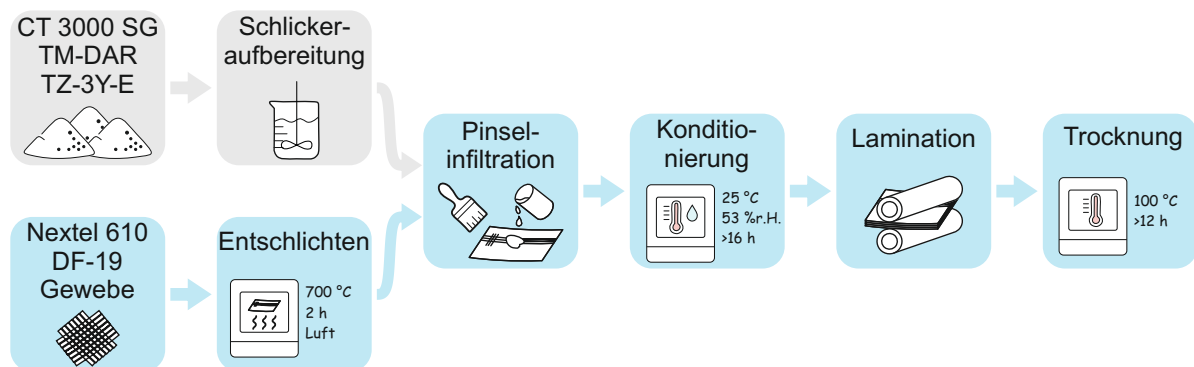 CT 3000 SG
TM-DAR
TZ-3Y-E
Schlicker-
aufbereitung
Nextel 610
DF-19
Gewebe
Entschlichten
700 °C
2 h
Luft
Pinsel-
infiltration
Konditio-
nierung
25 °C
53 %r.H.
>16 h
Lamination
Trocknung
100 °C
>12 h